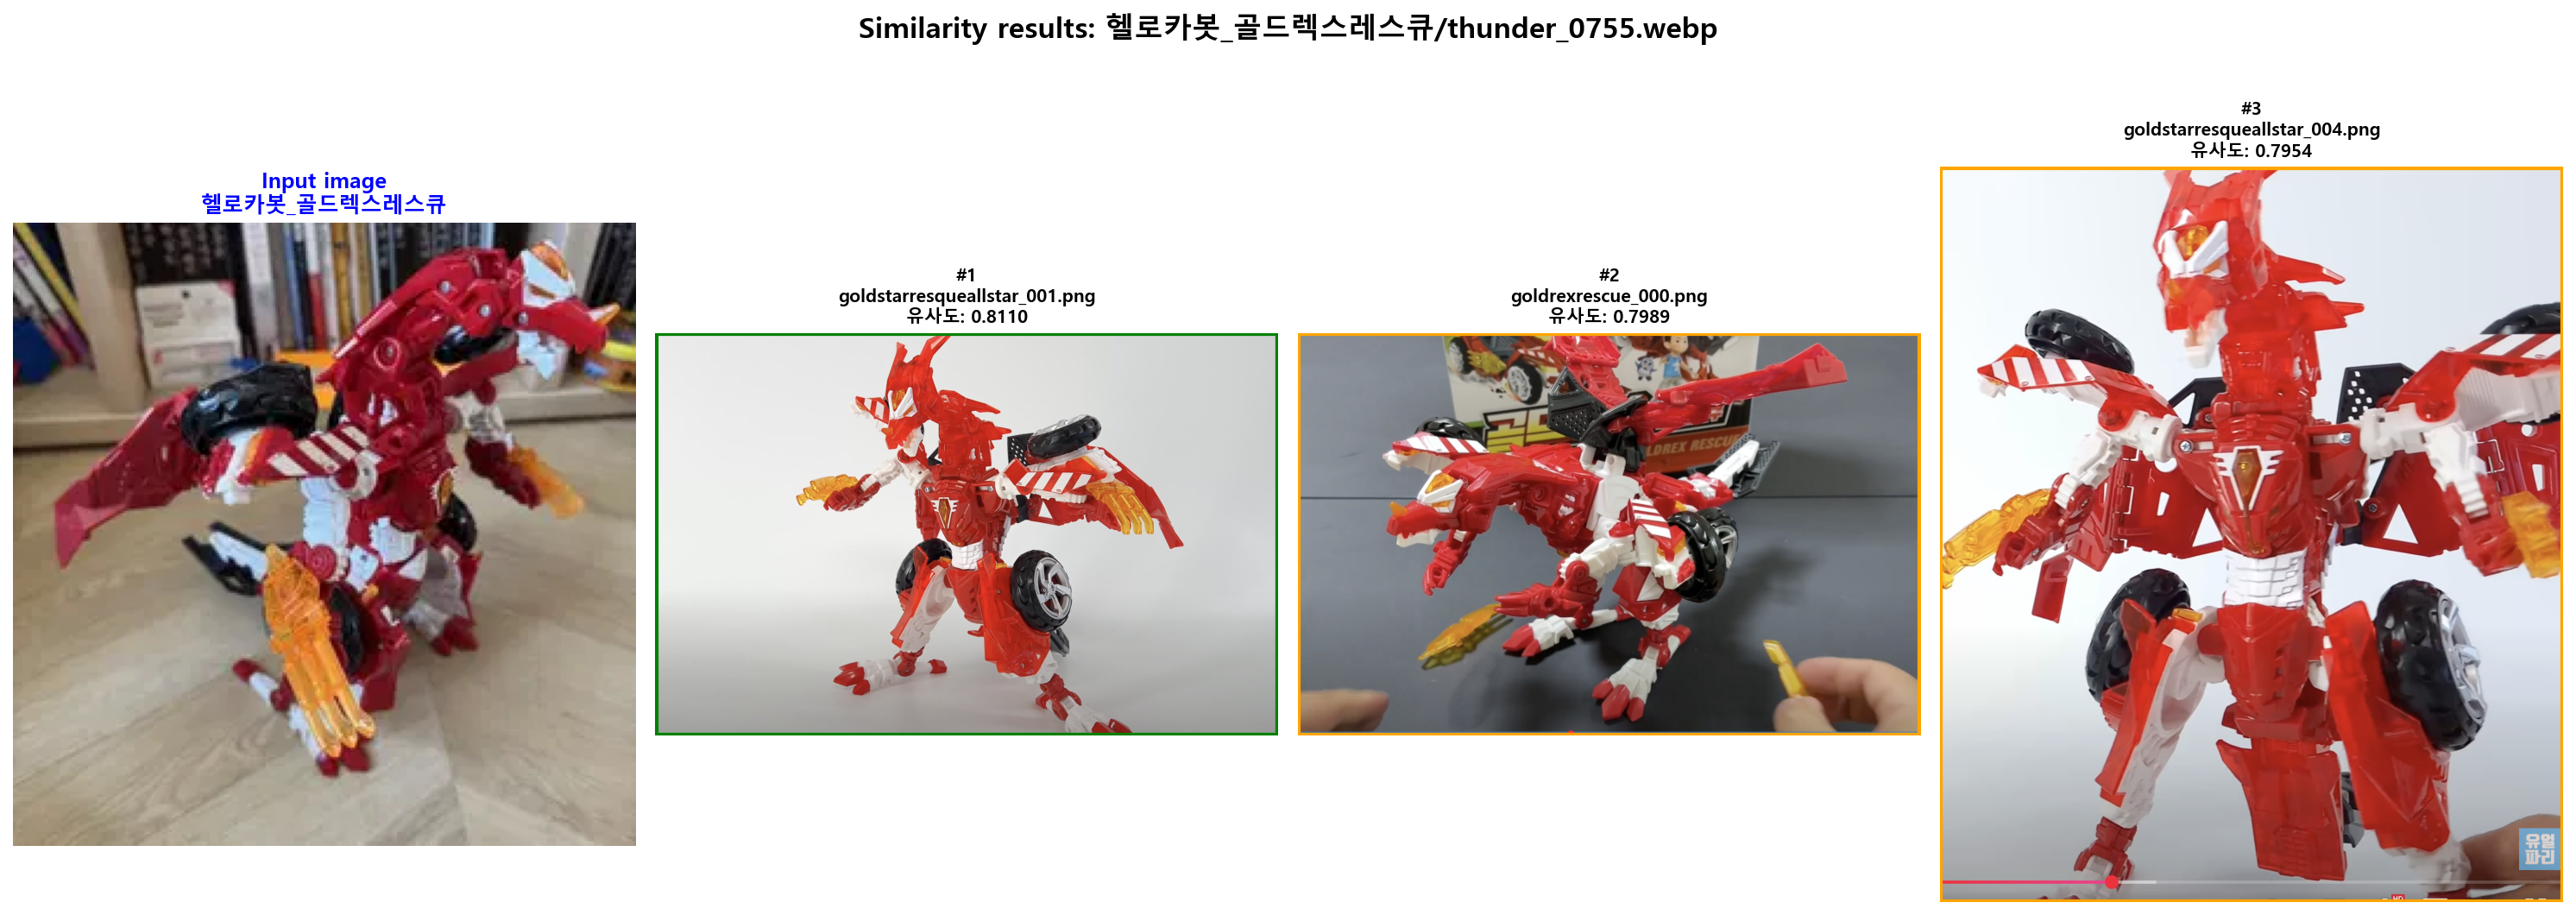 Similarity results: 헬로카봇_골드렉스레스큐/thunder_0755.webp
Input image
헬로카봇_골드렉스레스큐
#1
goldstarresqueallstar_001.png
유사도: 0.8110
#2
goldrexrescue_000.png
유사도: 0.7989
LDREX RESCU
#3
goldstarresqueallstar_004.png
유사도: 0.7954
유얼
파리
HD